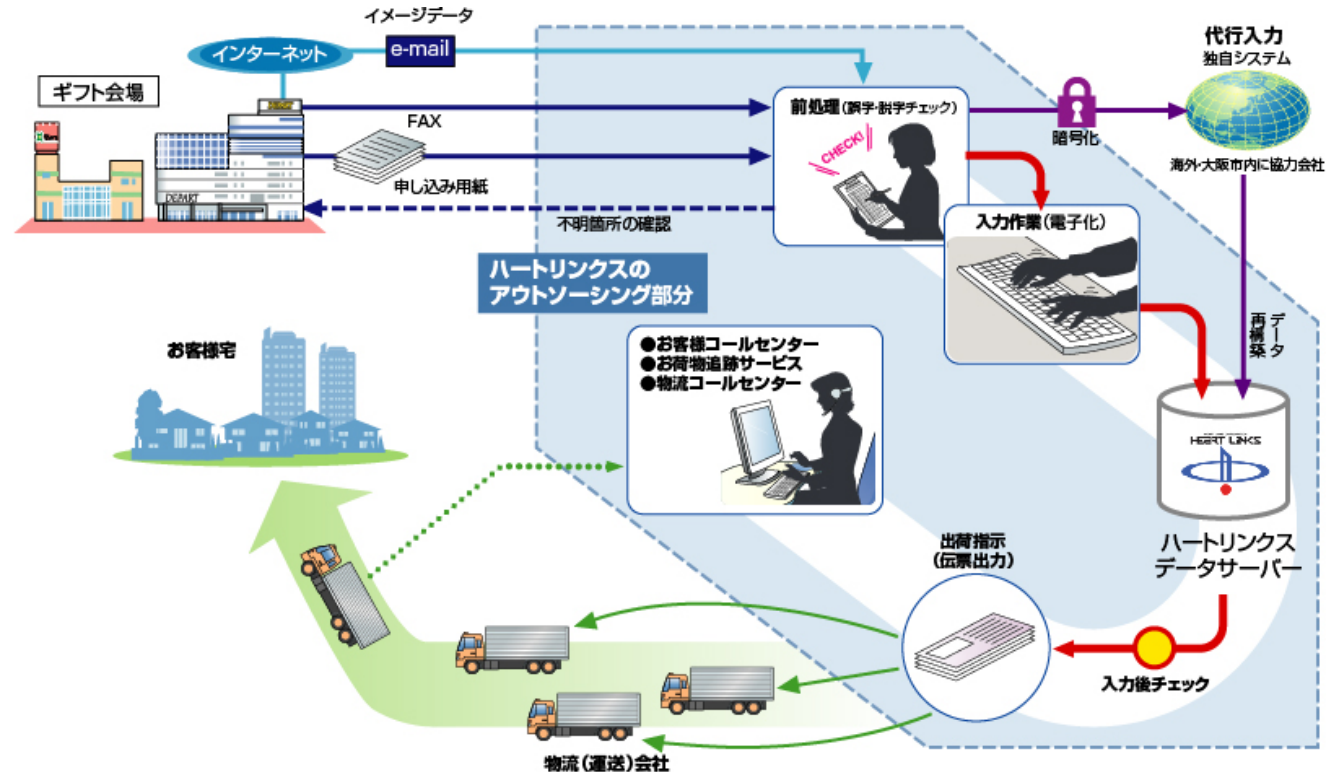 イメージデータ
インターネット
e-mail
代行入力
独自システム
ギフト会場
FAX
前処理(誤字・脱字チェック)
CHECK!
暗号化
海外・大阪市内に協力会社
DEPART
申し込み用紙
不明箇所の確認
入力作業(電子化)
ハートリンクスの
アウトソーシング部分
データ
再構築
お客様宅
●お客様コールセンター
●お荷物追跡サービス
●物流コールセンター
HEART LINKS
ハートリンクス
データサーバー
出荷指示
(伝票出力)
入力後チェック
物流(運送)会社